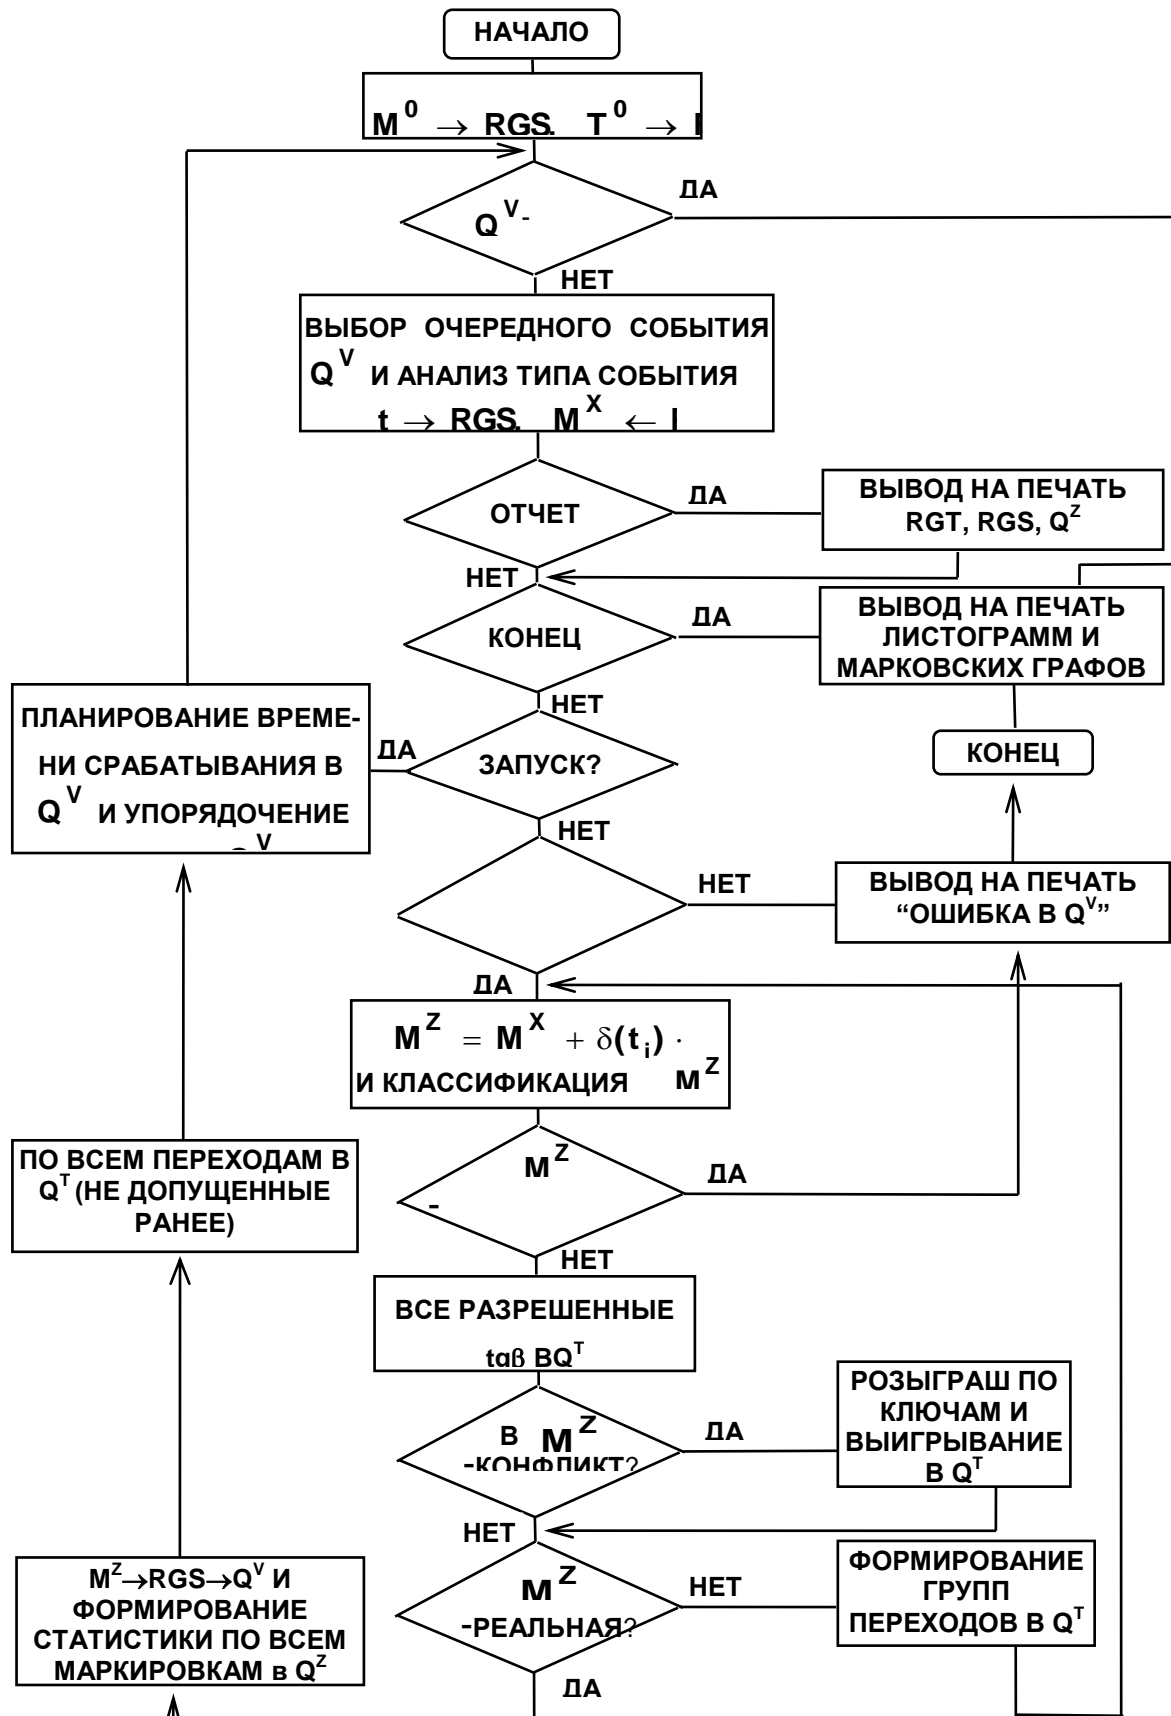 НАЧАЛО
M⁰ → RGS. T⁰ →
ДА
Q^V-
НЕТ
ВЫБОР ОЧЕРЕДНОГО СОБЫТИЯ
Q^V И АНАЛИЗ ТИПА СОБЫТИЯ
t → RGS. M^X ←
ОТЧЕТ
ДА
ВЫВОД НА ПЕЧАТЬ
RGT, RGS, Q^Z
НЕТ
КОНЕЦ
ДА
ВЫВОД НА ПЕЧАТЬ
ЛИСТОГРАММ И
МАРКОВСКИХ ГРАФОВ
НЕТ
ПЛАНИРОВАНИЕ ВРЕМЕ-
НИ СРАБАТЫВАНИЯ В
Q^V И УПОРЯДОЧЕНИЕ
Q^V
ДА
ЗАПУСК?
КОНЕЦ
НЕТ
НЕТ
ВЫВОД НА ПЕЧАТЬ
“ОШИБКА В Q^V”
ДА
M^Z = M^X + δ(t_i) ·
И КЛАССИФИКАЦИЯ M^Z
M^Z
-
ДА
НЕТ
ПО ВСЕМ ПЕРЕХОДАМ В
Q^T (НЕ ДОПУЩЕННЫЕ
РАНЕЕ)
ВСЕ РАЗРЕШЕННЫЕ
tαβ ВQ^T
В M^Z
-КОНФЛИКТ?
ДА
РОЗЫГРАШ ПО
КЛЮЧАМ И
ВЫИГРЫВАНИЕ
В Q^T
НЕТ
M^Z
-РЕАЛЬНАЯ?
НЕТ
ФОРМИРОВАНИЕ
ГРУПП
ПЕРЕХОДОВ В Q^T
M^Z→RGS→Q^V И
ФОРМИРОВАНИЕ
СТАТИСТИКИ ПО ВСЕМ
МАРКИРОВКАМ в Q^Z
ДА